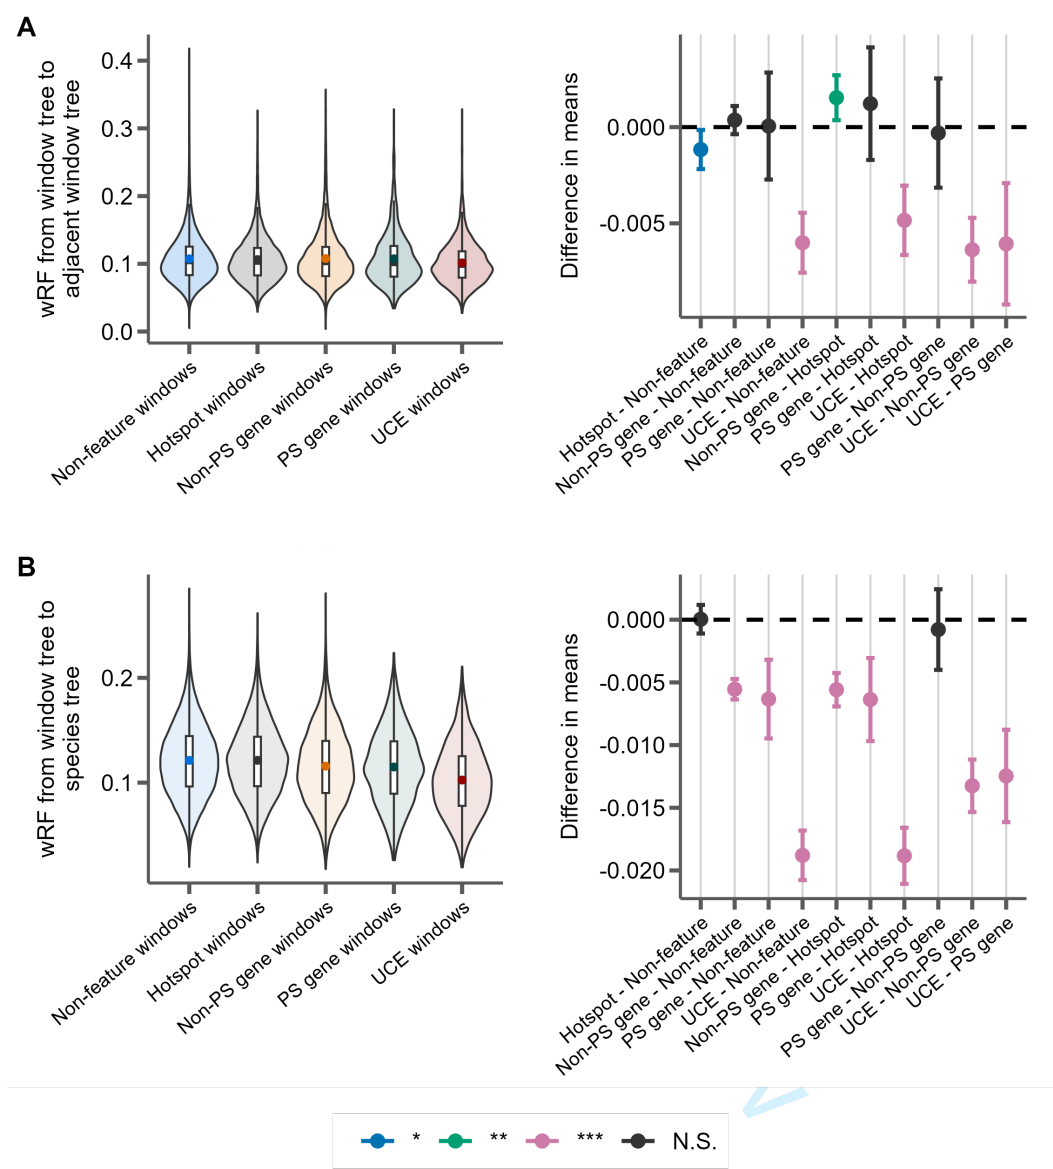 A
wRF from window tree to
adjacent window tree
0.4
0.3
0.2
0.1
0.0
Non-feature windows
Hotspot windows
Non-PS gene windows
PS gene windows
UCE windows
Difference in means
0.000
-0.005
Hotspot - Non-feature
Non-PS gene - Non-feature
PS gene - Non-feature
UCE - Non-feature
Non-PS gene - Hotspot
PS gene - Hotspot
UCE - Hotspot
PS gene - Non-PS gene
UCE - Non-PS gene
UCE - PS gene
B
wRF from window tree to
species tree
0.2
0.1
Non-feature windows
Hotspot windows
Non-PS gene windows
PS gene windows
UCE windows
Difference in means
0.000
-0.005
-0.010
-0.015
-0.020
Hotspot - Non-feature
Non-PS gene - Non-feature
PS gene - Non-feature
UCE - Non-feature
Non-PS gene - Hotspot
PS gene - Hotspot
UCE - Hotspot
PS gene - Non-PS gene
UCE - Non-PS gene
UCE - PS gene
* ** *** N.S.